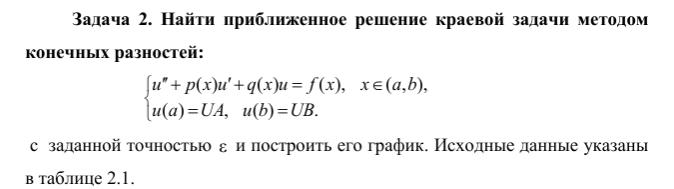 Задача 2. Найти приближенное решение краевой задачи методом
конечных разностей:
u″ + p(x)u′ + q(x)u = f(x), x∈(a,b),
u(a) = UA, u(b) = UB.
с заданной точностью ε и построить его график. Исходные данные указаны
в таблице 2.1.